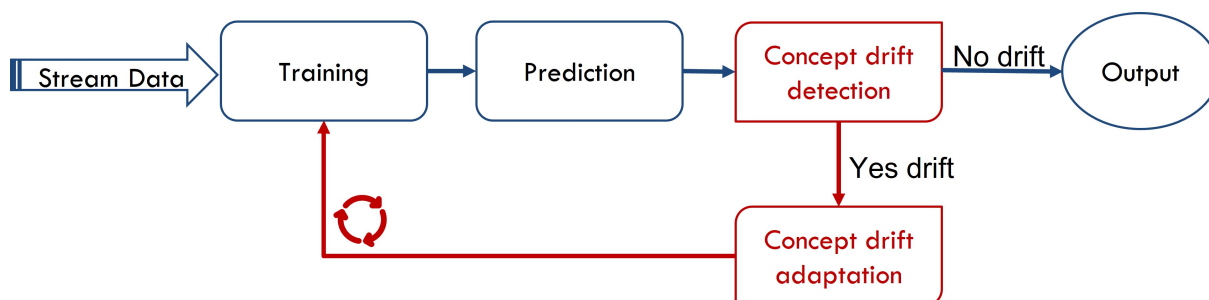 Stream Data
Training
Prediction
Concept drift
detection
No drift
Output
Yes drift
Concept drift
adaptation